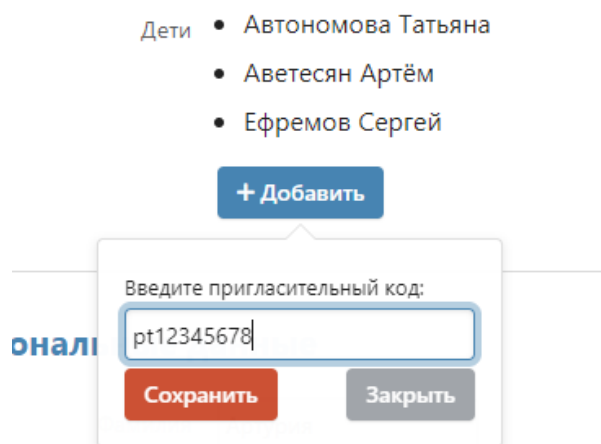 Дети • Автономова Татьяна
• Аветесян Артём
• Ефремов Сергей
+ Добавить
Введите пригласительный код:
pt12345678
Сохранить Закрыть